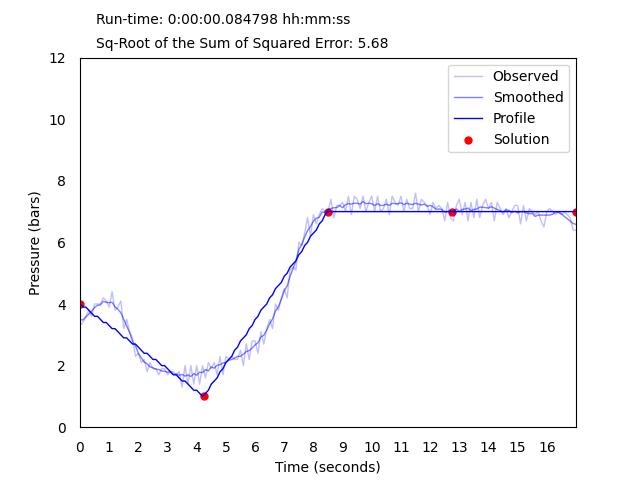 Run-time: 0:00:00.084798 hh:mm:ss
Sq-Root of the Sum of Squared Error: 5.68
12
10
8
6
4
2
0
Pressure (bars)
Observed
Smoothed
Profile
Solution
0 1 2 3 4 5 6 7 8 9 10 11 12 13 14 15 16
Time (seconds)